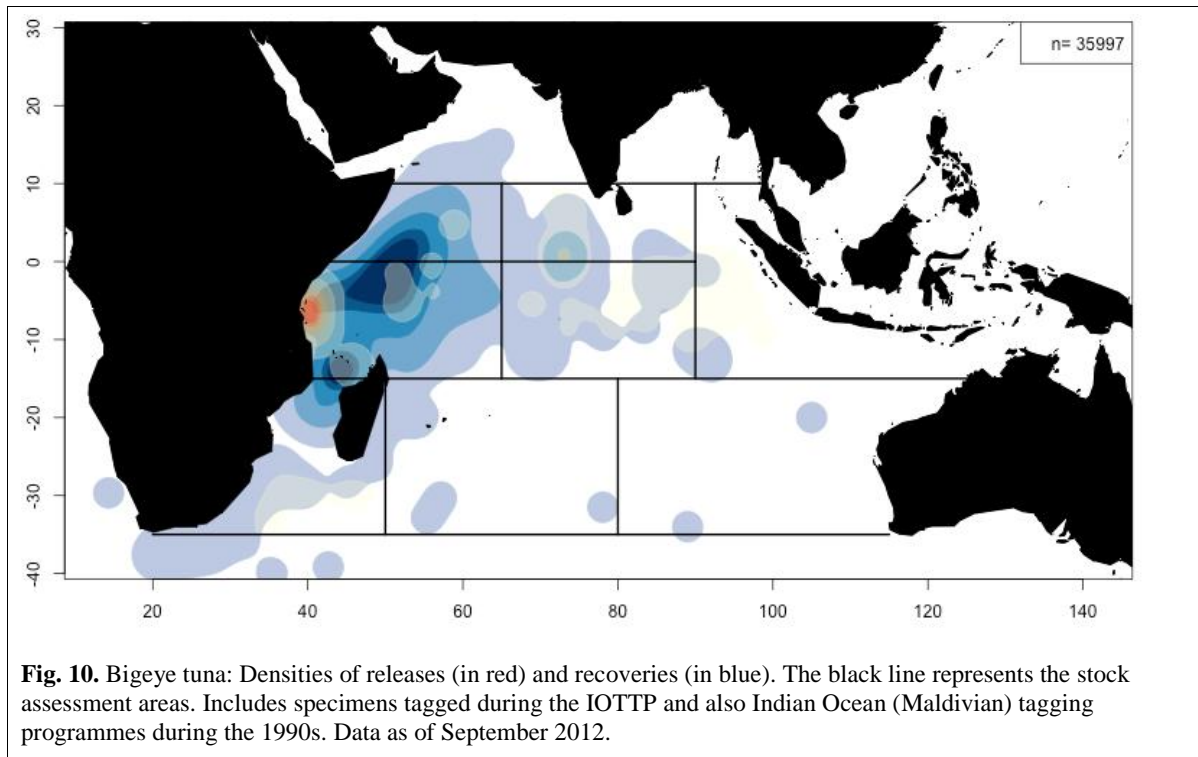 n= 35997
30
20
10
0
-10
-20
-30
-40
20 40 60 80 100 120 140
Fig. 10. Bigeye tuna: Densities of releases (in red) and recoveries (in blue). The black line represents the stock
assessment areas. Includes specimens tagged during the IOTTP and also Indian Ocean (Maldivian) tagging
programmes during the 1990s. Data as of September 2012.